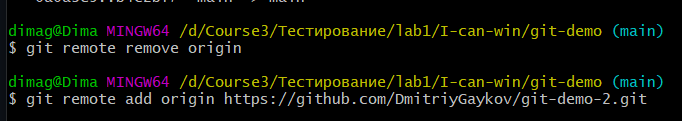 dimag@Dima MINGW64 /d/Course3/Тестирование/lab1/I-can-win/git-demo (main)
$ git remote remove origin
dimag@Dima MINGW64 /d/Course3/Тестирование/lab1/I-can-win/git-demo (main)
$ git remote add origin https://github.com/DmitriyGaykov/git-demo-2.git